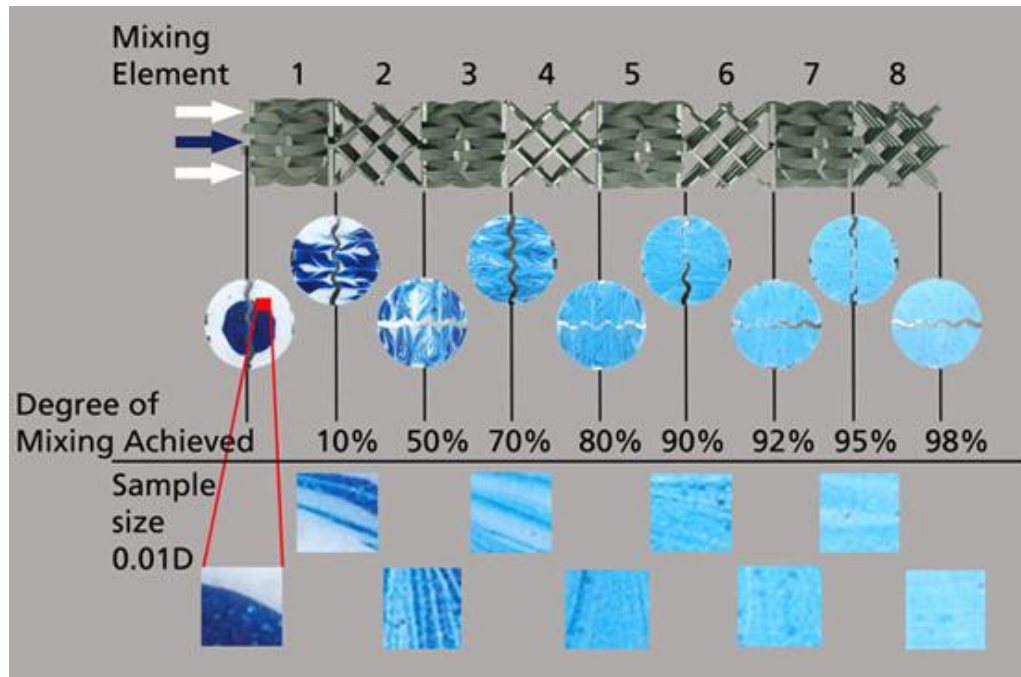 Mixing
Element 1 2 3 4 5 6 7 8
Degree of
Mixing Achieved 10% 50% 70% 80% 90% 92% 95% 98%
Sample
size
0.01D